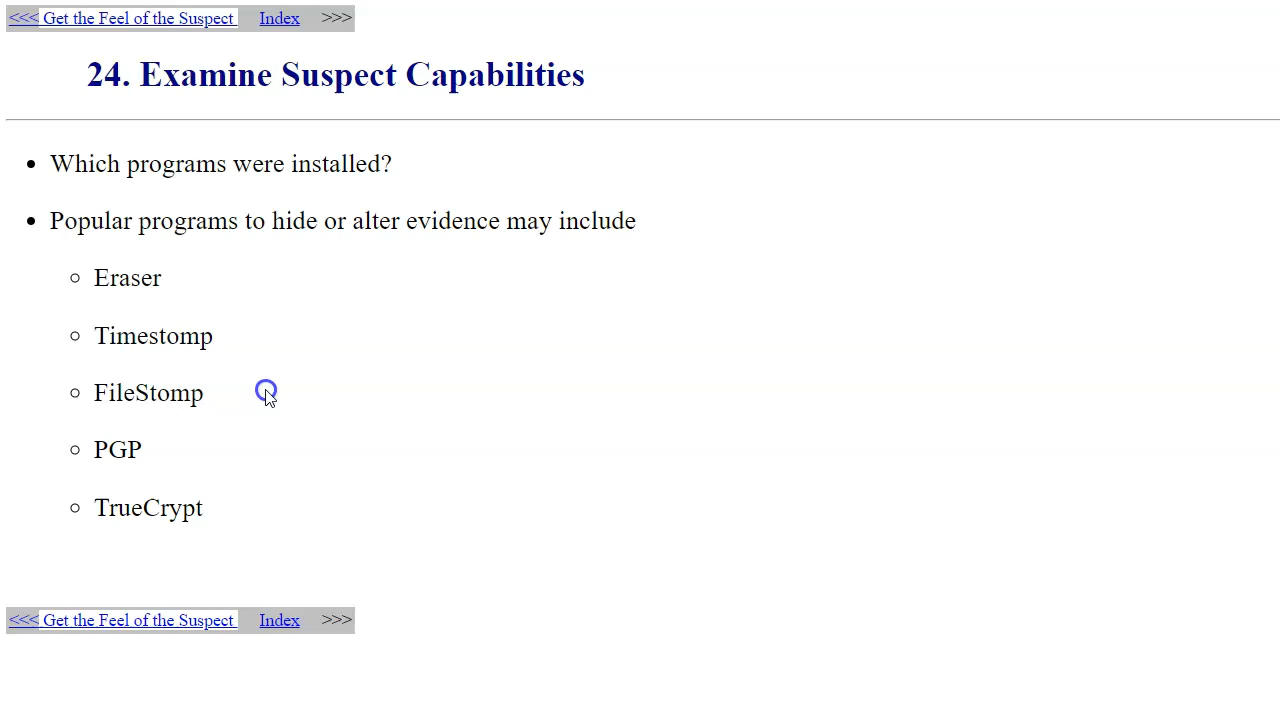 <<< Get the Feel of the Suspect Index >>>
24. Examine Suspect Capabilities
Which programs were installed?
Popular programs to hide or alter evidence may include
Eraser
Timestomp
FileStomp
PGP
TrueCrypt
<<< Get the Feel of the Suspect Index >>>